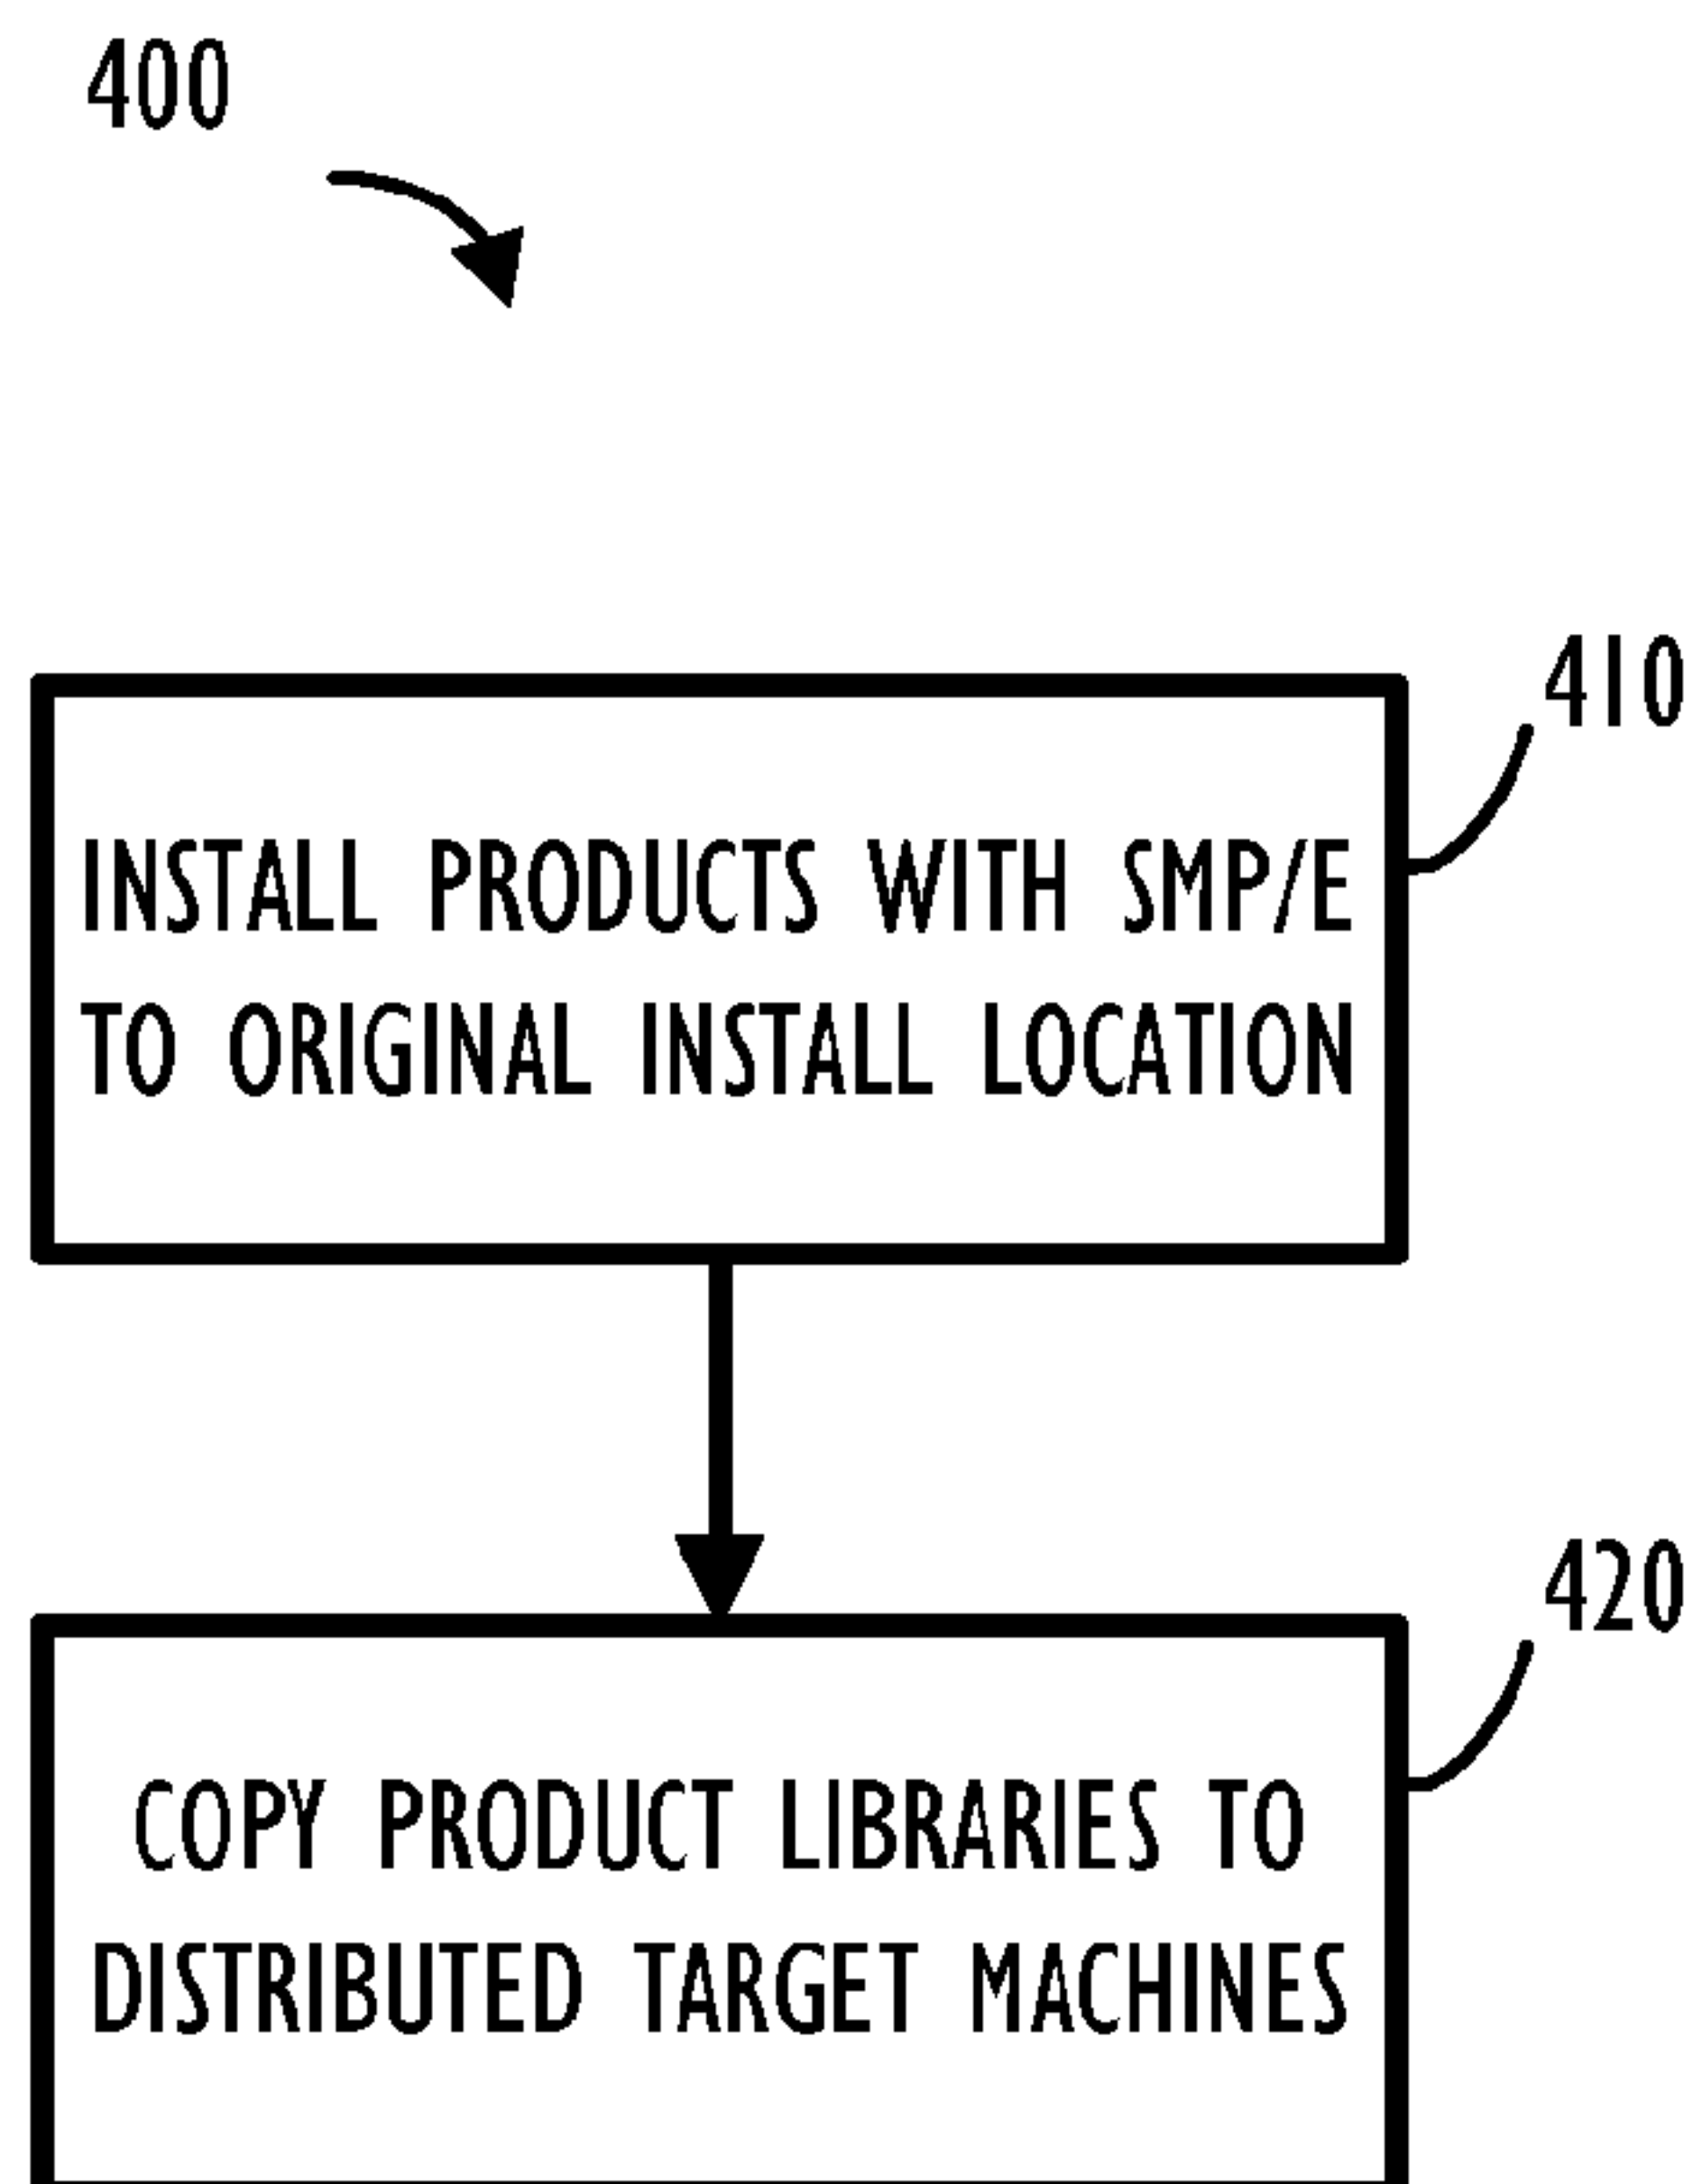 400
410
INSTALL PRODUCTS WITH SMP/E
TO ORIGINAL INSTALL LOCATION
420
COPY PRODUCT LIBRARIES TO
DISTRIBUTED TARGET MACHINES